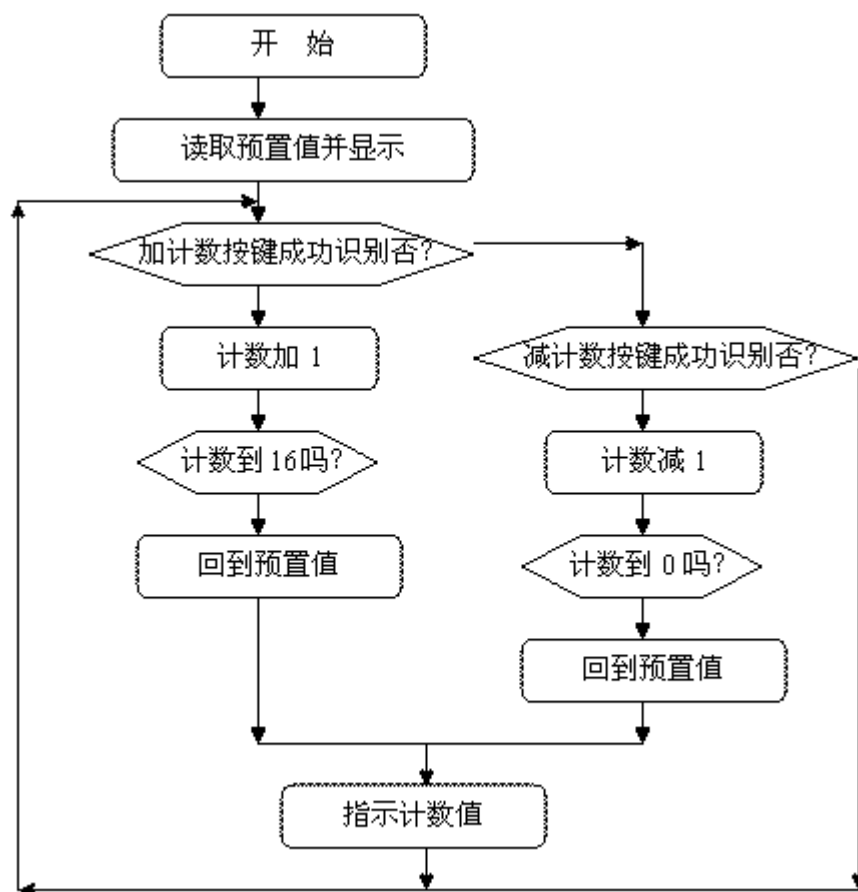 开 始
读取预置值并显示
加计数按键成功识别否?
计数加 1
减计数按键成功识别否?
计数到 16吗?
计数减 1
回到预置值
计数到 0 吗?
回到预置值
指示计数值